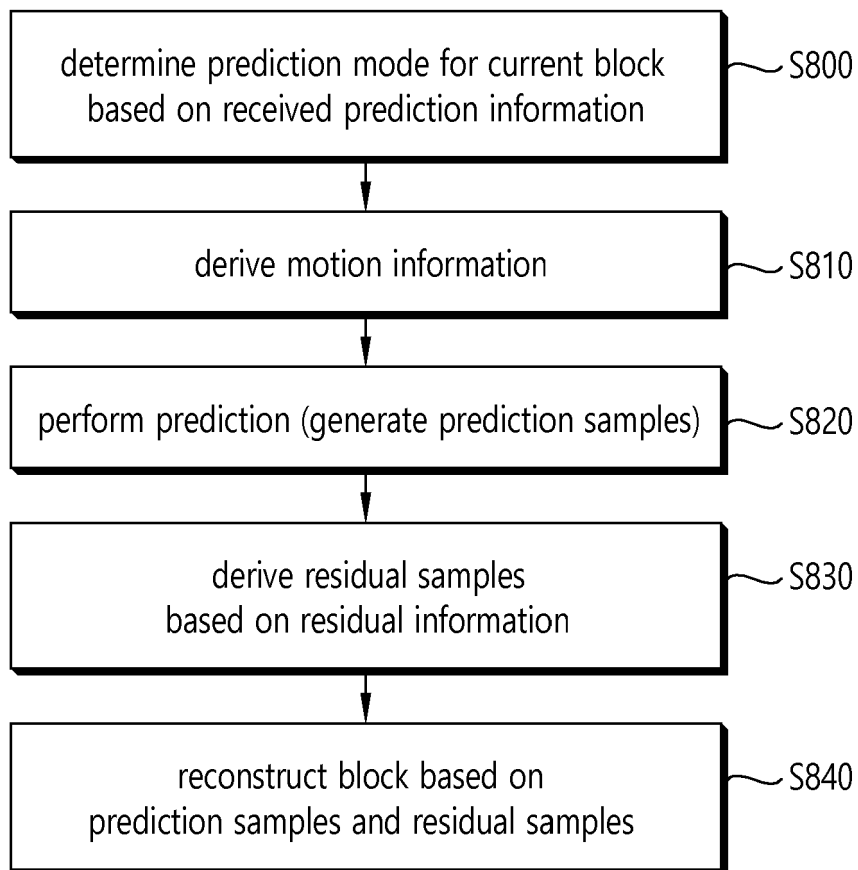 determine prediction mode for current block
based on received prediction information
S800
derive motion information
S810
perform prediction (generate prediction samples)
S820
derive residual samples
based on residual information
S830
reconstruct block based on
prediction samples and residual samples
S840